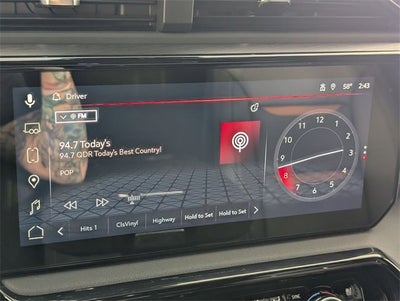 Driver
58° 2:43
FM
94.7 Today's
94.7 QDR Today's Best Country!
POP
12
11 1
10 2
9 3
8 4
7 5
6
Hits 1 ClsVinyl Highway Hold to Set Hold to Set